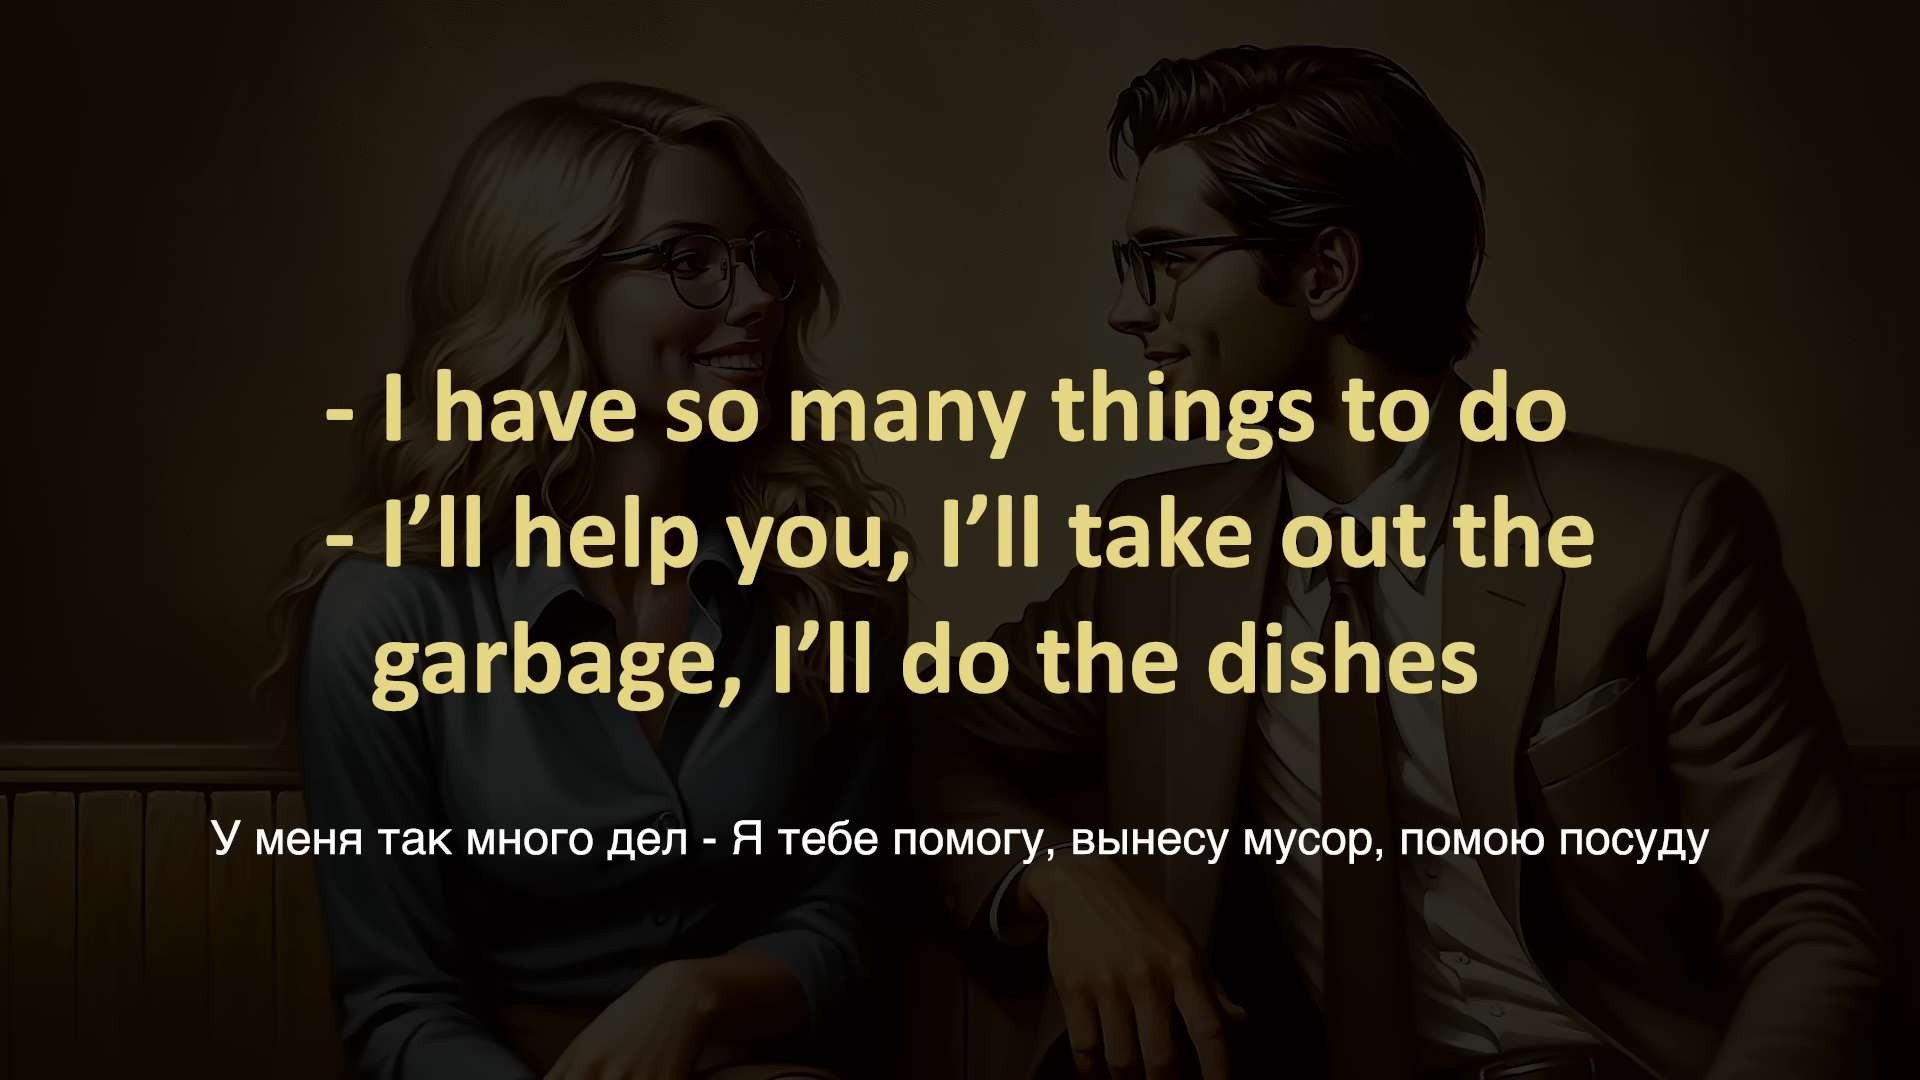 - I have so many things to do
- I’ll help you, I’ll take out the
garbage, I’ll do the dishes
У меня так много дел - Я тебе помогу, вынесу мусор, помою посуду